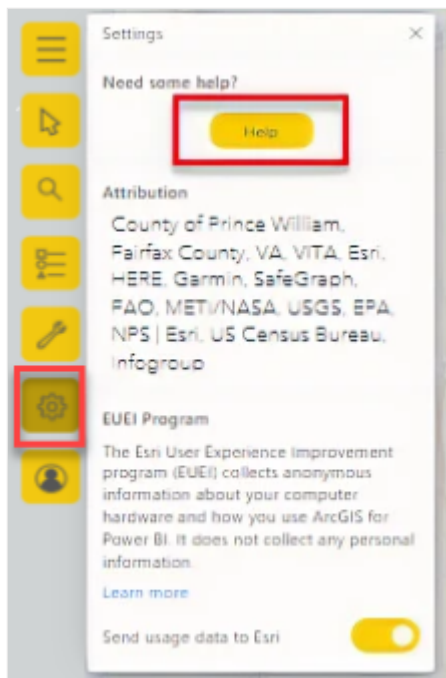 Settings
Need some help?
Help
Attribution
County of Prince William,
Fairfax County, VA, VITA, Esri,
HERE, Garmin, SafeGraph,
FAO, METI/NASA, USGS, EPA,
NPS | Esri, US Census Bureau,
Infogroup
EUEI Program
The Esri User Experience Improvement
program (EUEI) collects anonymous
information about your computer
hardware and how you use ArcGIS for
Power BI. It does not collect any personal
information.
Learn more
Send usage data to Esri